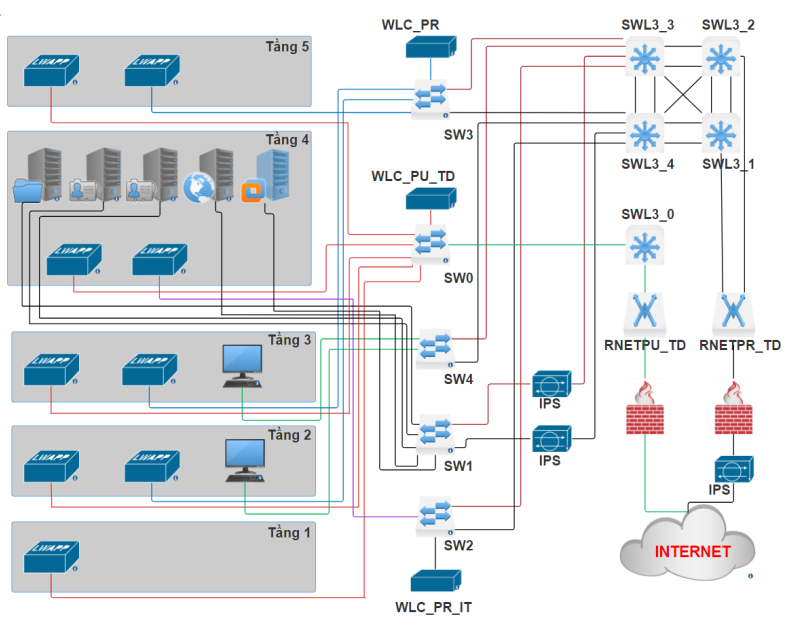 WLC_PR
SWL3_3
SWL3_2
Tầng 5
LWAPP
LWAPP
SW3
Tầng 4
SWL3_4
SWL3_1
WLC_PU_TD
SWL3_0
LWAPP
LWAPP
SW0
Tầng 3
RNETPU_TD
RNETPR_TD
LWAPP
LWAPP
SW4
IPS
Tầng 2
IPS
LWAPP
LWAPP
SW1
IPS
Tầng 1
SW2
LWAPP
INTERNET
WLC_PR_IT